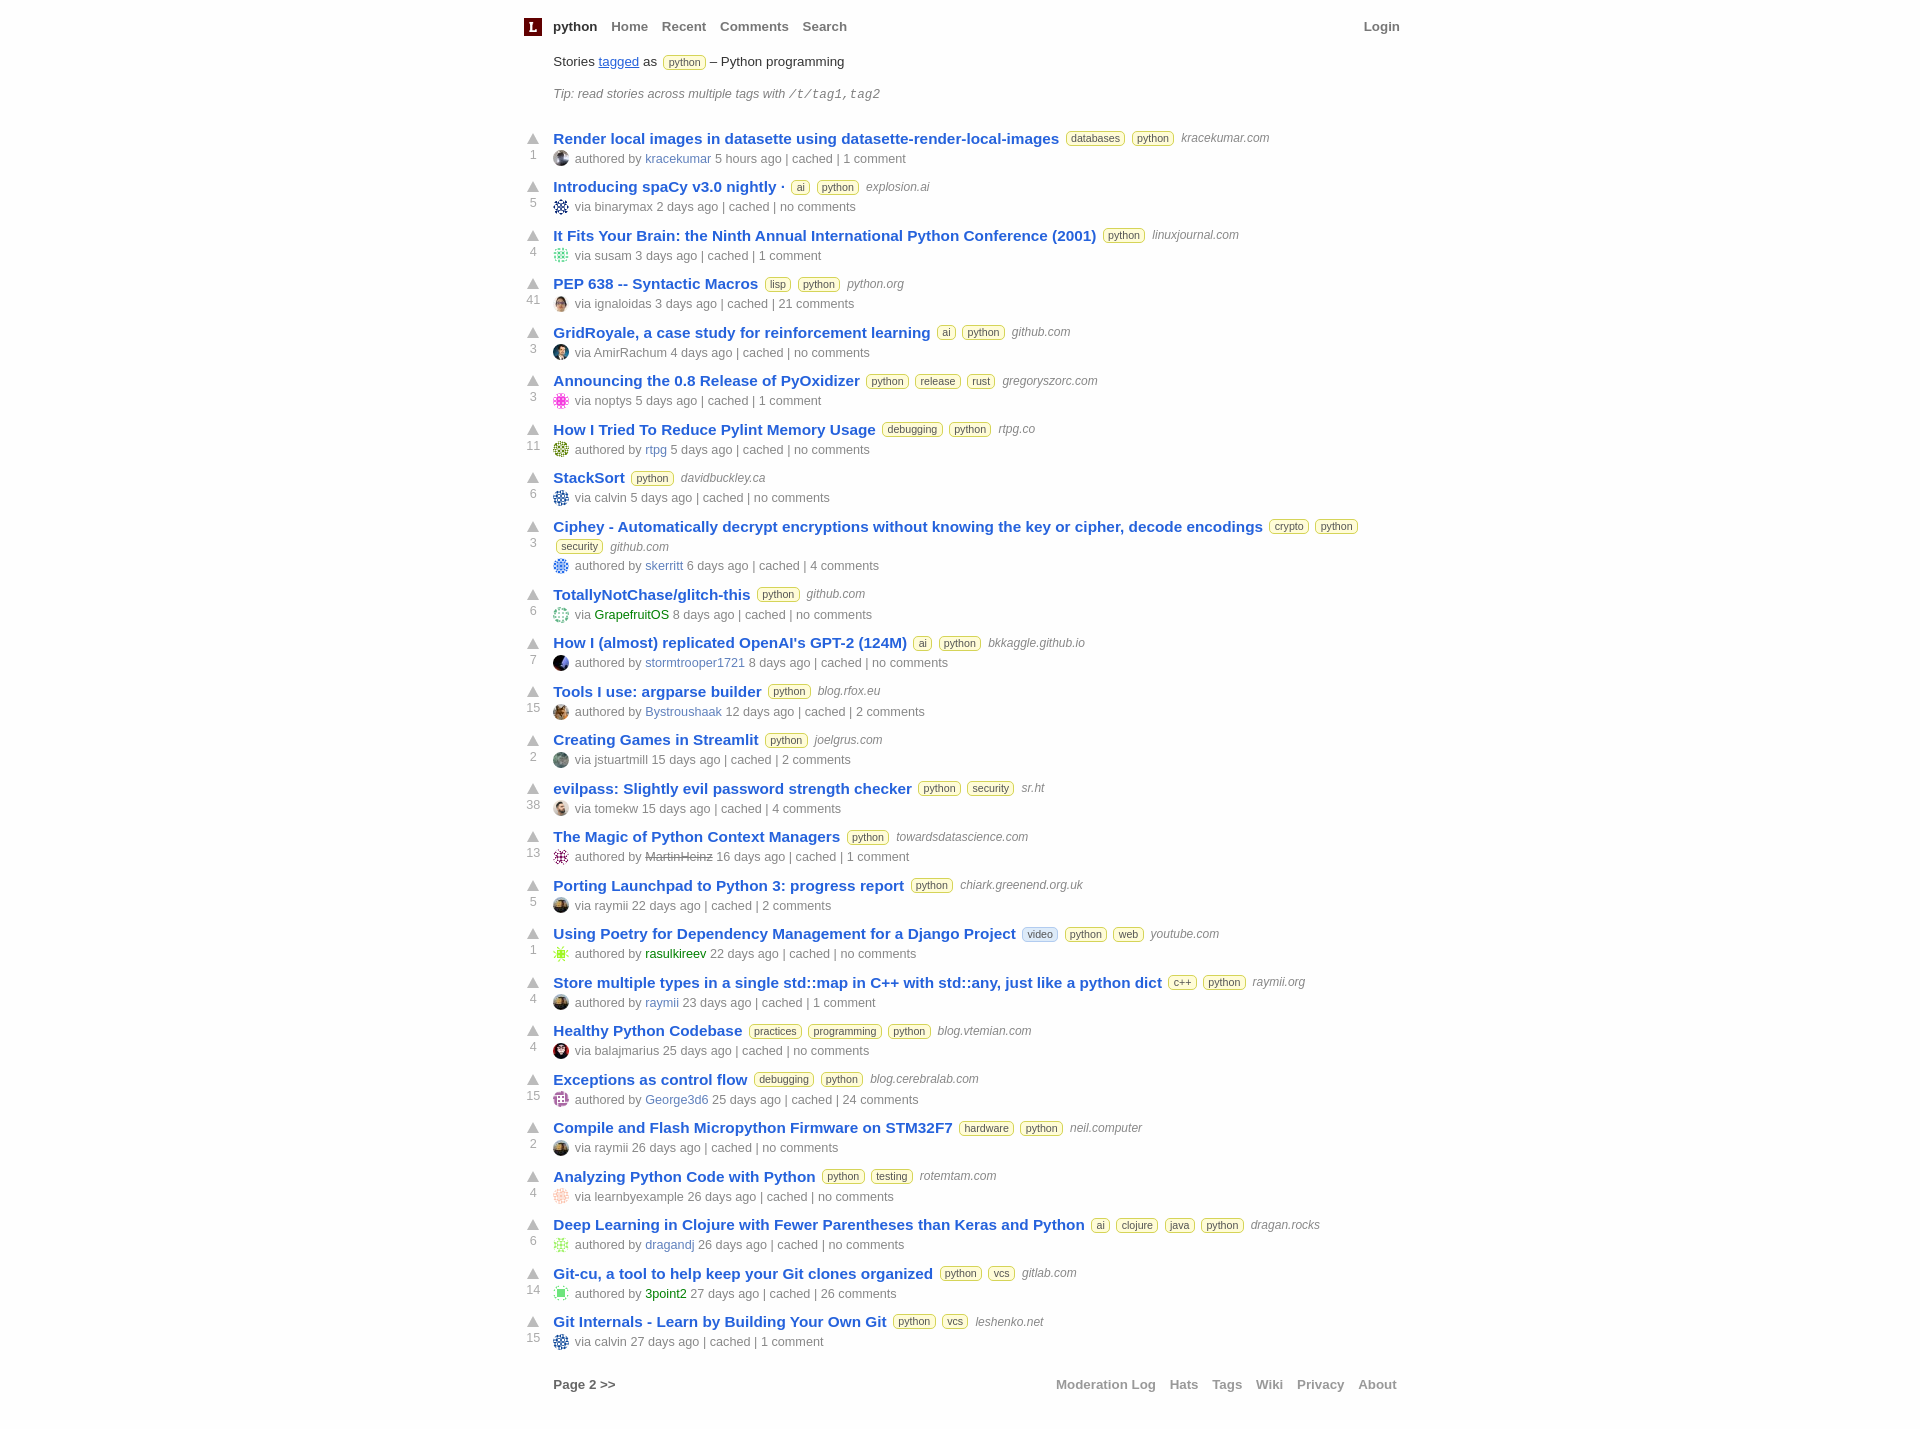 L python Home Recent Comments Search Login
Stories tagged as python – Python programming
Tip: read stories across multiple tags with /t/tag1,tag2
Render local images in datasette using datasette-render-local-images databases python kracekumar.com
1 authored by kracekumar 5 hours ago | cached | 1 comment
Introducing spaCy v3.0 nightly · ai python explosion.ai
5 via binarymax 2 days ago | cached | no comments
It Fits Your Brain: the Ninth Annual International Python Conference (2001) python linuxjournal.com
4 via susam 3 days ago | cached | 1 comment
PEP 638 -- Syntactic Macros lisp python python.org
41 via ignaloidas 3 days ago | cached | 21 comments
GridRoyale, a case study for reinforcement learning ai python github.com
3 via AmirRachum 4 days ago | cached | no comments
Announcing the 0.8 Release of PyOxidizer python release rust gregoryszorc.com
3 via noptys 5 days ago | cached | 1 comment
How I Tried To Reduce Pylint Memory Usage debugging python rtpg.co
11 authored by rtpg 5 days ago | cached | no comments
StackSort python davidbuckley.ca
6 via calvin 5 days ago | cached | no comments
Ciphey - Automatically decrypt encryptions without knowing the key or cipher, decode encodings crypto python
3 security github.com
authored by skerritt 6 days ago | cached | 4 comments
TotallyNotChase/glitch-this python github.com
6 via GrapefruitOS 8 days ago | cached | no comments
How I (almost) replicated OpenAI's GPT-2 (124M) ai python bkkaggle.github.io
7 authored by stormtrooper1721 8 days ago | cached | no comments
Tools I use: argparse builder python blog.rfox.eu
15 authored by Bystroushaak 12 days ago | cached | 2 comments
Creating Games in Streamlit python joelgrus.com
2 via jstuartmill 15 days ago | cached | 2 comments
evilpass: Slightly evil password strength checker python security sr.ht
38 via tomekw 15 days ago | cached | 4 comments
The Magic of Python Context Managers python towardsdatascience.com
13 authored by MartinHeinz 16 days ago | cached | 1 comment
Porting Launchpad to Python 3: progress report python chiark.greenend.org.uk
5 via raymii 22 days ago | cached | 2 comments
Using Poetry for Dependency Management for a Django Project video python web youtube.com
1 authored by rasulkireev 22 days ago | cached | no comments
Store multiple types in a single std::map in C++ with std::any, just like a python dict c++ python raymii.org
4 authored by raymii 23 days ago | cached | 1 comment
Healthy Python Codebase practices programming python blog.vtemian.com
4 via balajmarius 25 days ago | cached | no comments
Exceptions as control flow debugging python blog.cerebralab.com
15 authored by George3d6 25 days ago | cached | 24 comments
Compile and Flash Micropython Firmware on STM32F7 hardware python neil.computer
2 via raymii 26 days ago | cached | no comments
Analyzing Python Code with Python python testing rotemtam.com
4 via learnbyexample 26 days ago | cached | no comments
Deep Learning in Clojure with Fewer Parentheses than Keras and Python ai clojure java python dragan.rocks
6 authored by dragandj 26 days ago | cached | no comments
Git-cu, a tool to help keep your Git clones organized python vcs gitlab.com
14 authored by 3point2 27 days ago | cached | 26 comments
Git Internals - Learn by Building Your Own Git python vcs leshenko.net
15 via calvin 27 days ago | cached | 1 comment
Page 2 >> Moderation Log Hats Tags Wiki Privacy About